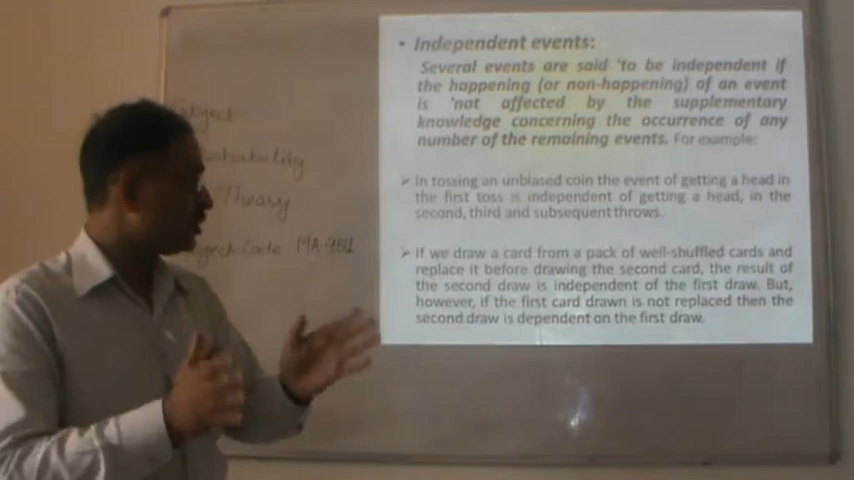 • Independent events:
Several events are said 'to be independent if
the happening (or non-happening) of an event
is 'not affected by the supplementary
knowledge concerning the occurrence of any
number of the remaining events. For example:
➢ In tossing an unbiased coin the event of getting a head in
the first toss is independent of getting a head, in the
second, third and subsequent throws.
➢ If we draw a card from a pack of well-shuffled cards and
replace it before drawing the second card, the result of
the second draw is independent of the first draw. But,
however, if the first card drawn is not replaced then the
second draw is dependent on the first draw.
Theory
Code MA-451